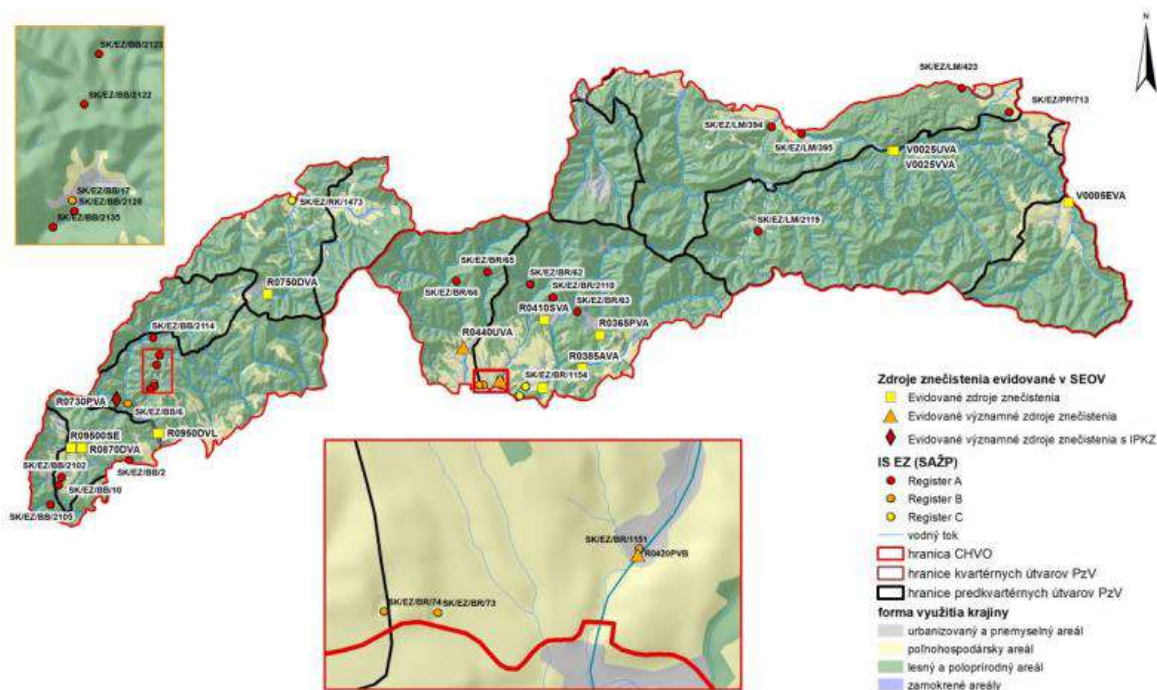 N
SK/EZ/BB/2123
SK/EZ/BB/2122
SK/EZ/BB/17
SK/EZ/BB/2128
SK/EZ/BB/2135
SK/EZ/LM/423
SK/EZ/PP/713
SK/EZ/LM/394
SK/EZ/LM/395
V0025UVA
V0025VVA
V0005EVA
SK/EZ/RK/1473
SK/EZ/LM/2119
SK/EZ/BR/65
SK/EZ/BR/66
SK/EZ/BR/62
SK/EZ/BR/2110
SK/EZ/BR/63
R0750DVA
R0410SVA
R0440UVA
R0365PVA
SK/EZ/BB/2114
R0385AVA
SK/EZ/BR/1154
R0730PVA
SK/EZ/BB/6
R09500SE
R0950DVL
R0870DVA
SK/EZ/BB/2
SK/EZ/BB/2102
SK/EZ/BB/10
SK/EZ/BB/2105
SK/EZ/BR/1151
R0420PVB
SK/EZ/BR/74
SK/EZ/BR/73
Zdroje znečistenia evidované v SEOV
Evidované zdroje znečistenia
Evidované významné zdroje znečistenia
Evidované významné zdroje znečistenia s IPKZ
IS EZ (SAŽP)
Register A
Register B
Register C
vodný tok
hranica CHVO
hranice kvartérnych útvarov PzV
hranice predkvartérnych útvarov PzV
forma využitia krajiny
urbanizovaný a priemyselný areál
poľnohospodársky areál
lesný a poloprírodný areál
zamokrené areály